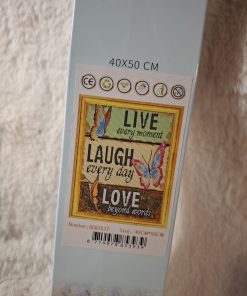 40X50 CM
LIVE
every moment
LAUGH
every day
LOVE
beyond words